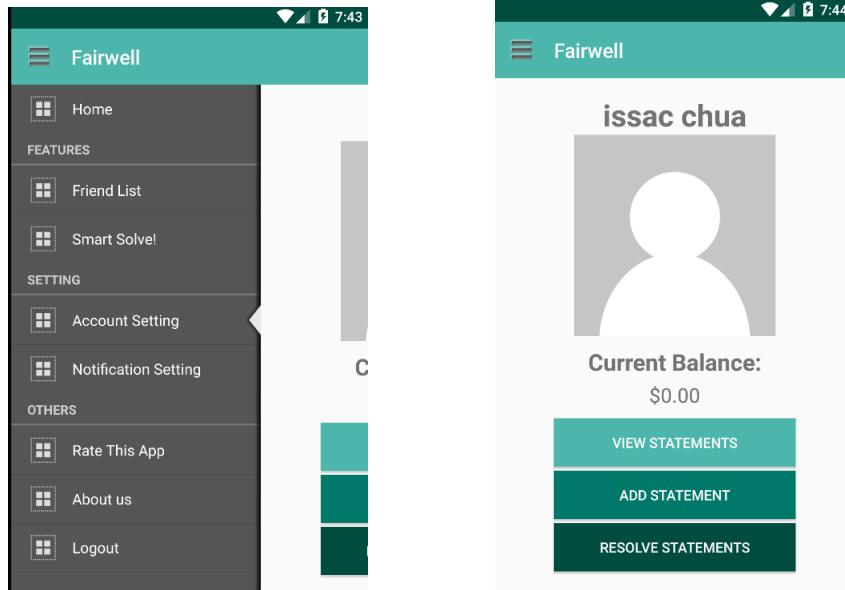 7:43
Fairwell
Home
FEATURES
Friend List
Smart Solve!
SETTING
Account Setting
Notification Setting
OTHERS
Rate This App
About us
Logout
C
7:44
Fairwell
issac chua
Current Balance:
$0.00
VIEW STATEMENTS
ADD STATEMENT
RESOLVE STATEMENTS